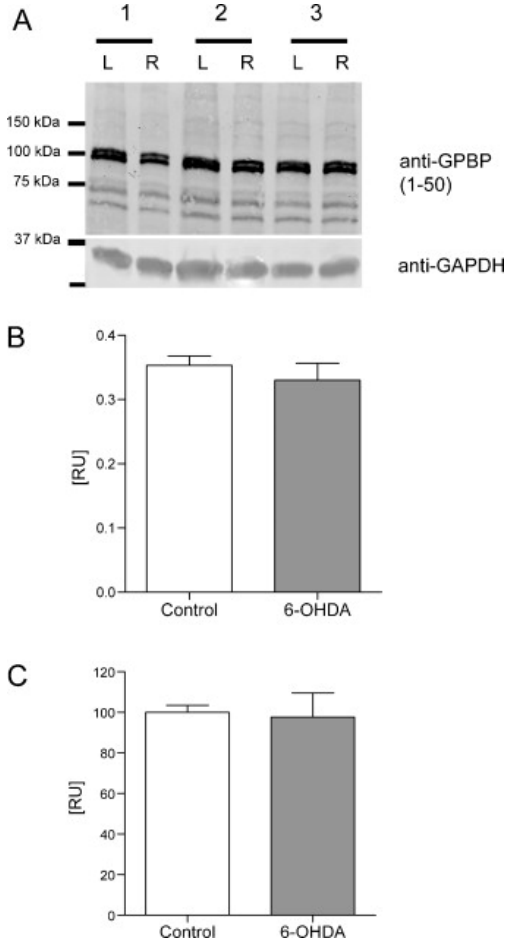 A
1 2 3
L R L R L R
150 kDa
100 kDa
75 kDa
37 kDa
anti-GPBP
(1-50)
anti-GAPDH
B
0.4
0.3
0.2
0.1
0.0
[RU]
Control 6-OHDA
C
120
100
80
60
40
20
0
[RU]
Control 6-OHDA